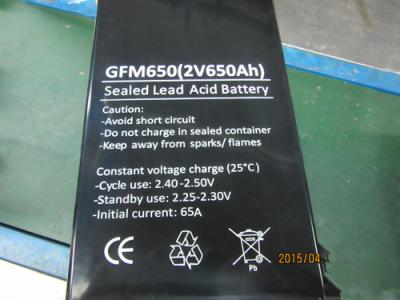 GFM650(2V650Ah)
Sealed Lead Acid Battery
Caution:
-Avoid short circuit
-Do not charge in sealed container
-Keep away from sparks/ flames
Constant voltage charge (25°C)
-Cycle use: 2.40-2.50V
-Standby use: 2.25-2.30V
-Initial current: 65A
CE
Pb
2015/04